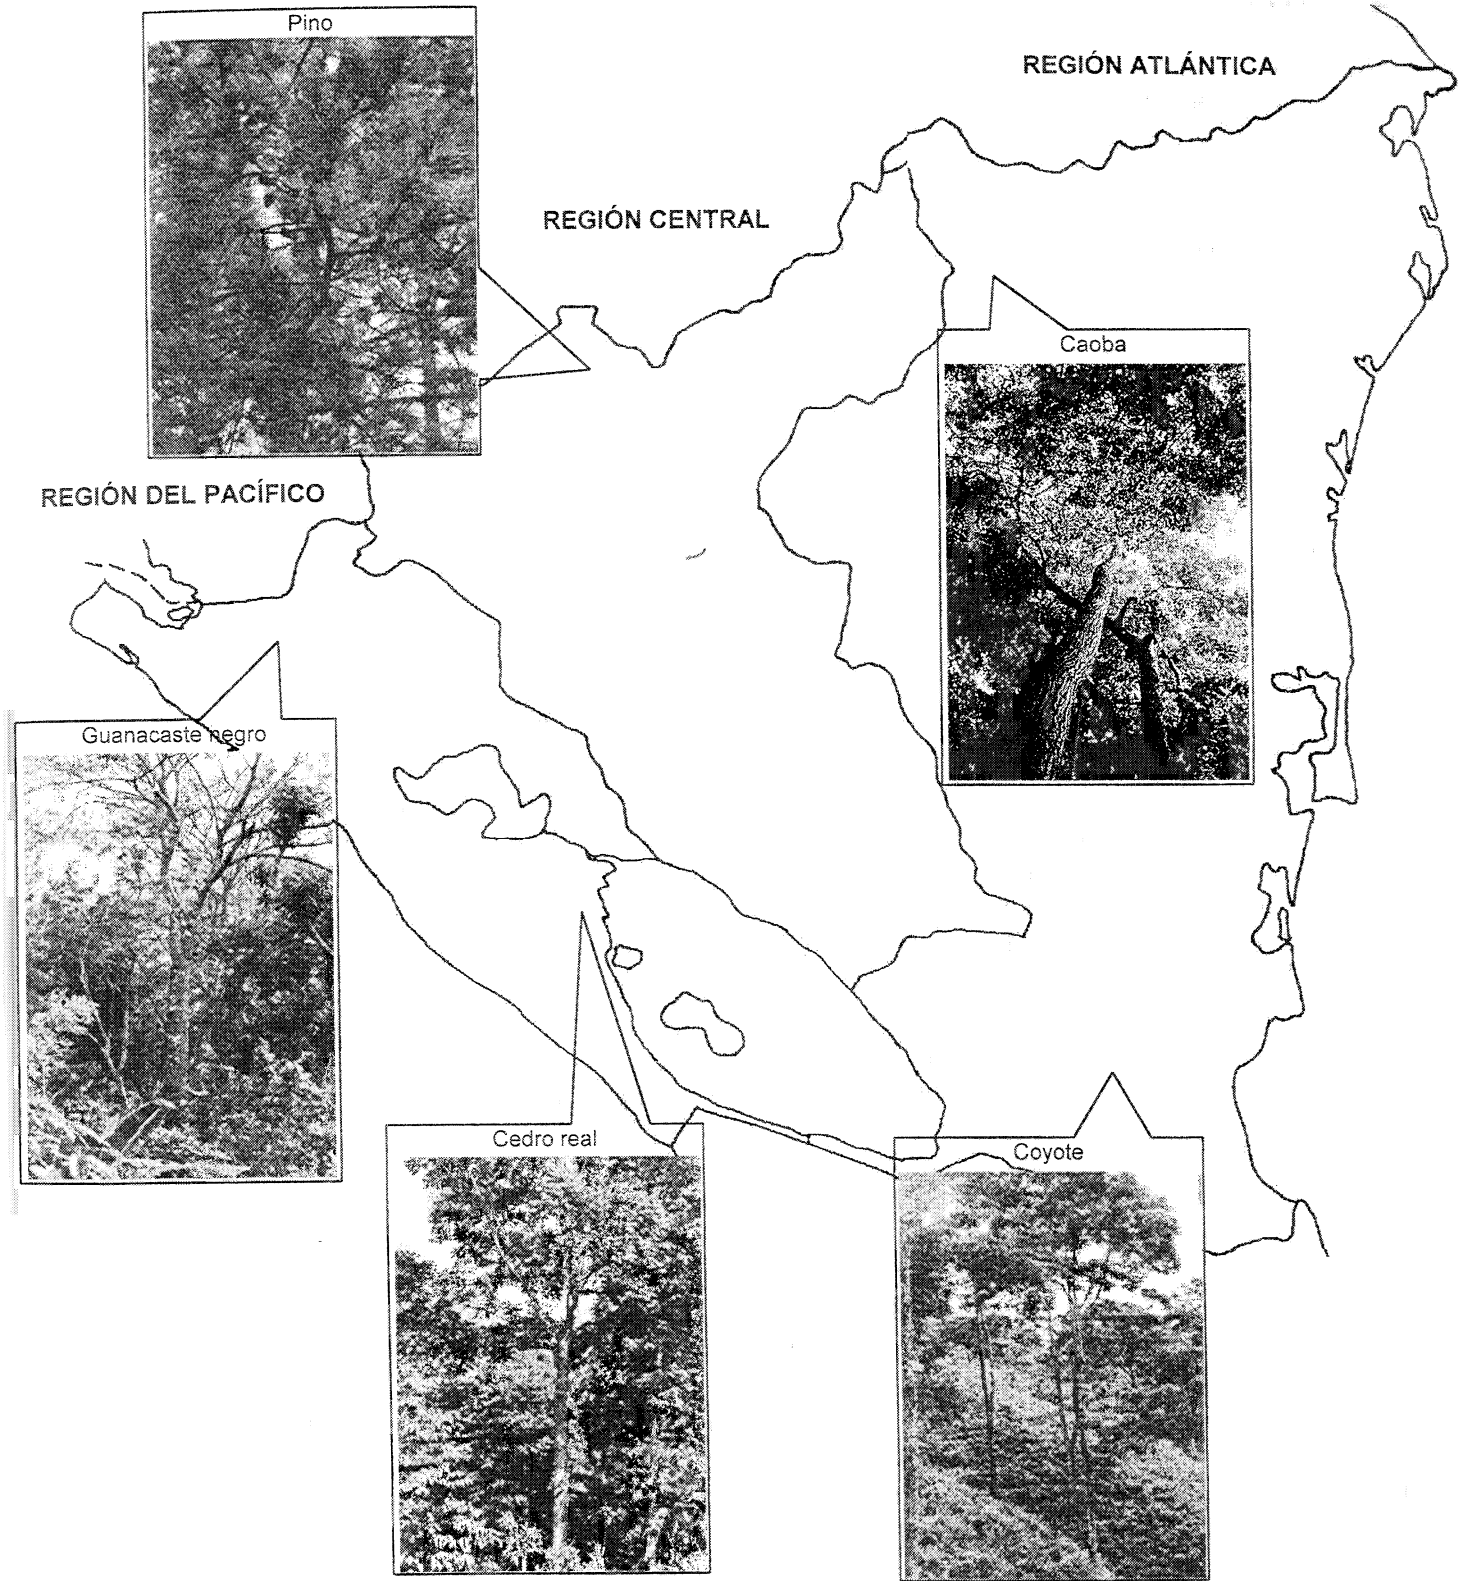 Pino
REGIÓN ATLÁNTICA
REGIÓN CENTRAL
Caoba
REGIÓN DEL PACÍFICO
Guanacaste negro
Cedro real
Coyote